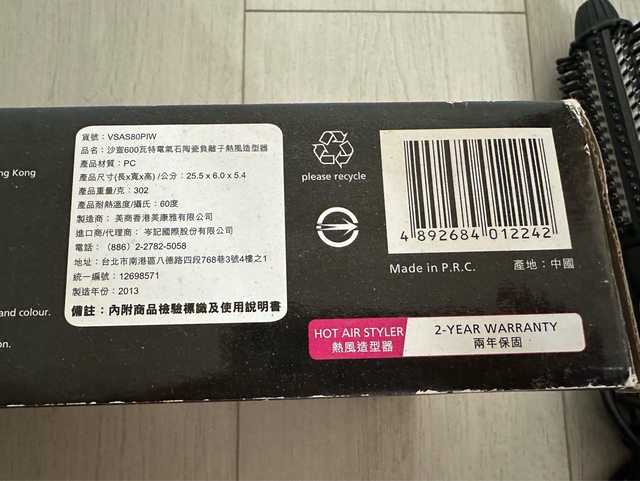 ng Kong
and colour.
on.
貨號：VSAS80PIW
品名：沙宣600瓦特電氣石陶瓷負離子熱風造型器
產品材質：PC
產品尺寸(長x寬x高) /公分：25.5 x 6.0 x 5.4
產品重量/克：302
產品耐熱溫度/攝氏：60度
製造商： 美商香港美康雅有限公司
進口商/代理商： 岑記國際股份有限公司
電話：（886）2-2782-5058
地址：台北市南港區八德路四段768巷3號4樓之1
統一編號：12698571
製造年份：2013
備註：內附商品檢驗標識及使用說明書
please recycle
4 892684 012242
Made in P.R.C. 產地：中國
HOT AIR STYLER
熱風造型器
2-YEAR WARRANTY
兩年保固